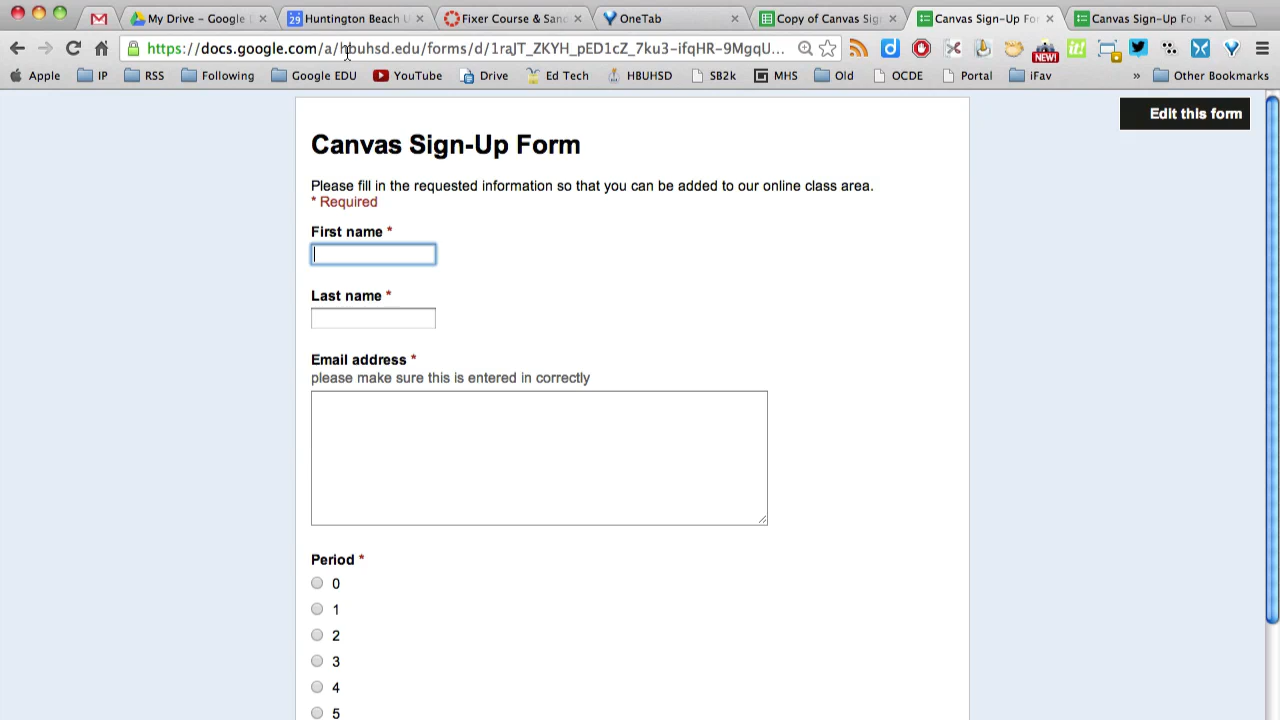 My Drive – Google
29 Huntington Beach U
Fixer Course & San
OneTab
Copy of Canvas Sig
Canvas Sign-Up Fo
Canvas Sign-Up For
https://docs.google.com/a/hbuhsd.edu/forms/d/1raJT_ZKYH_pED1cZ_7ku3-ifqHR-9MgqU...
NEW!
Apple IP RSS Following Google EDU YouTube Drive Ed Tech HBUHSD SB2k MHS Old OCDE Portal iFav » Other Bookmarks
Edit this form
Canvas Sign-Up Form
Please fill in the requested information so that you can be added to our online class area.
* Required
First name *
Last name *
Email address *
please make sure this is entered in correctly
Period *
0
1
2
3
4
5